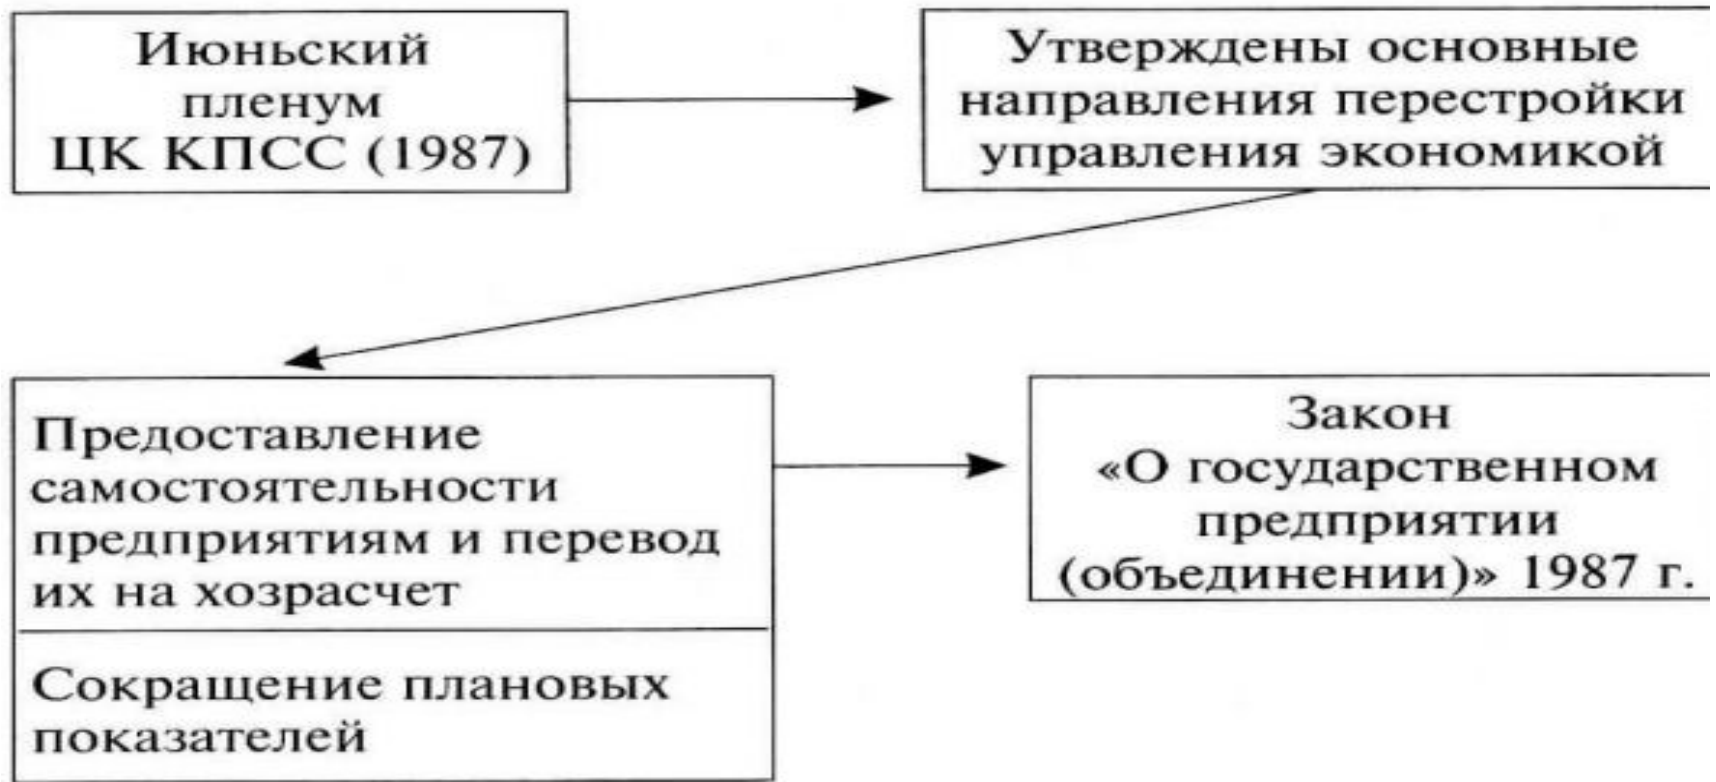 Июньский
пленум
ЦК КПСС (1987)
Утверждены основные
направления перестройки
управления экономикой
Предоставление
самостоятельности
предприятиям и перевод
их на хозрасчет
Сокращение плановых
показателей
Закон
«О государственном
предприятии
(объединении)» 1987 г.